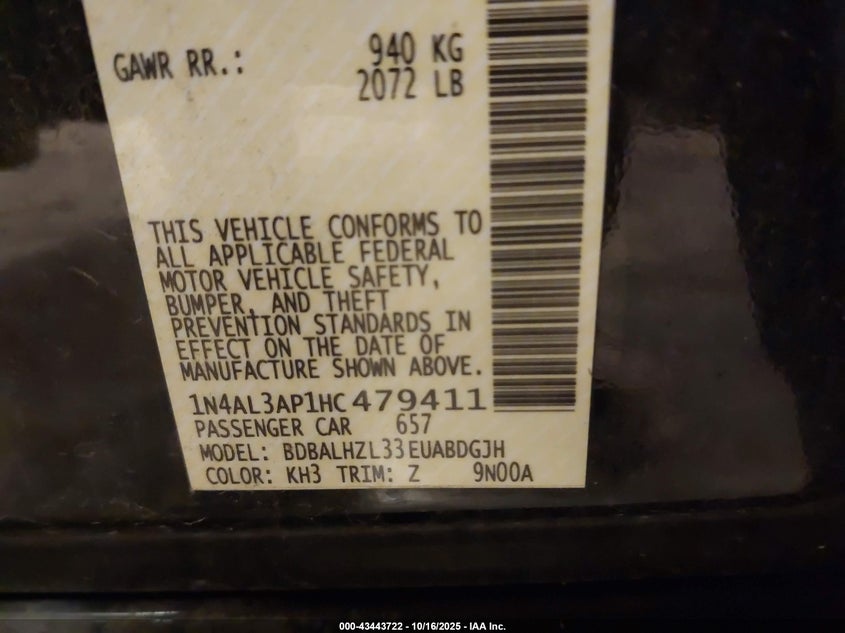 GAWR RR.: 940 KG
2072 LB
THIS VEHICLE CONFORMS TO
ALL APPLICABLE FEDERAL
MOTOR VEHICLE SAFETY,
BUMPER, AND THEFT
PREVENTION STANDARDS IN
EFFECT ON THE DATE OF
MANUFACTURE SHOWN ABOVE.
1N4AL3AP1HC479411
PASSENGER CAR 657
MODEL: BDBALHZL33EUABDGJH
COLOR: KH3 TRIM: Z 9N00A
000-43443722 - 10/16/2025 - IAA Inc.